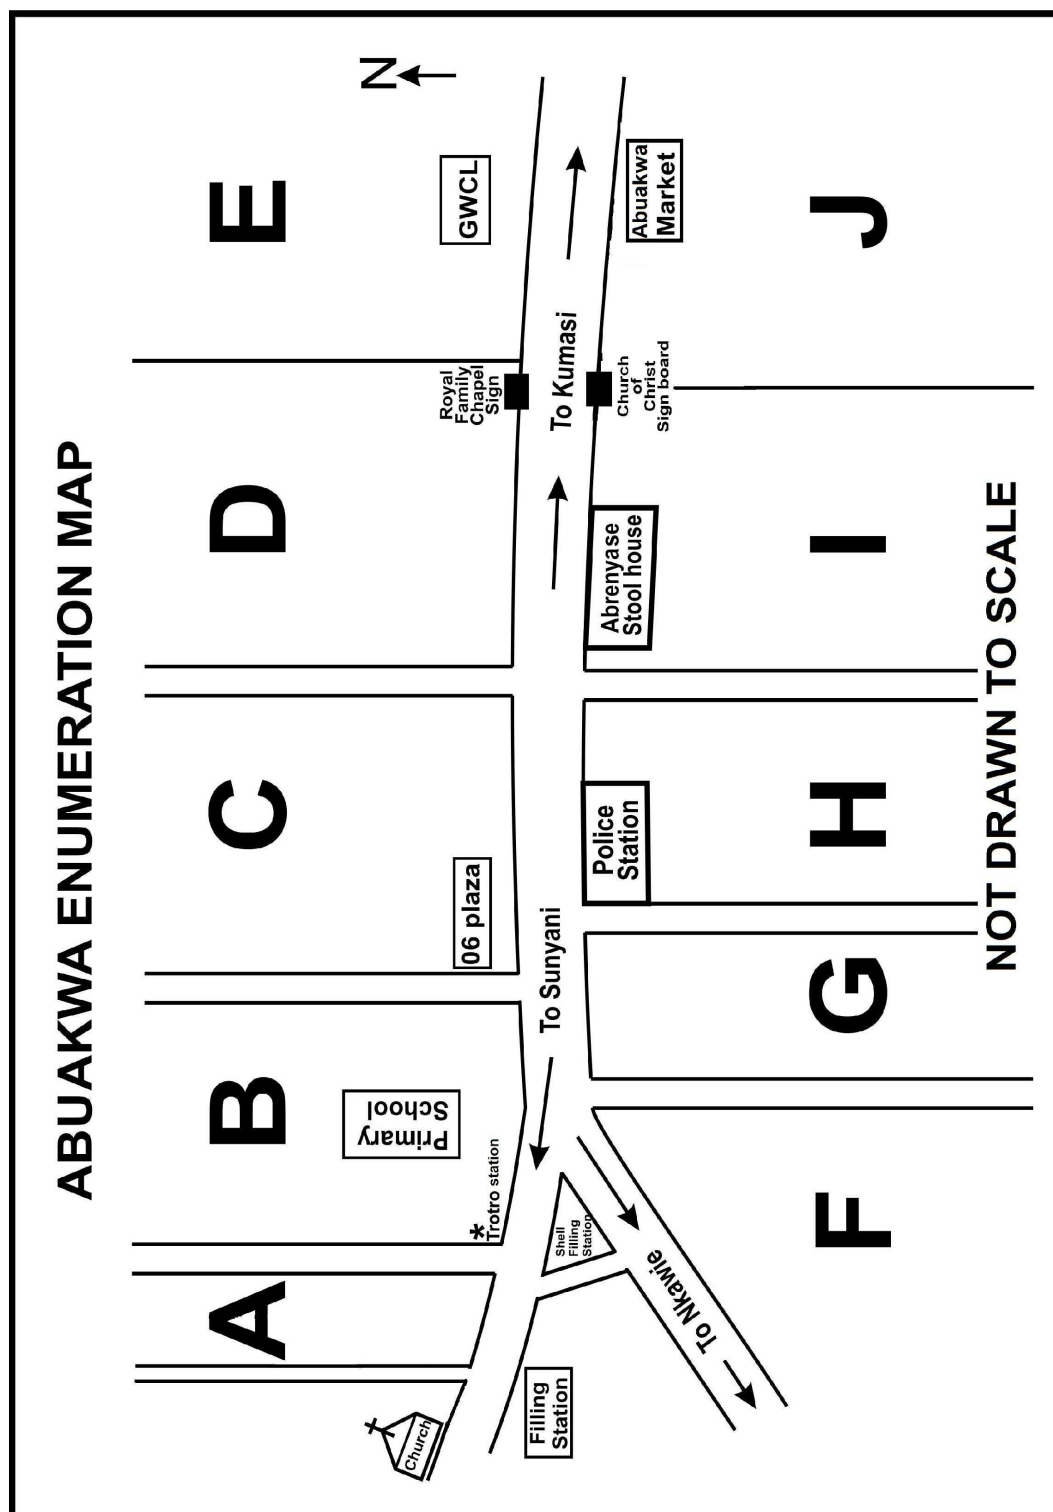 ABUAKWA ENUMERATION MAP
N
A
B
C
D
E
Church
Trotro station
*
Primary
School
06 plaza
Royal
Family
Chapel
Sign
GWCL
To Sunyani
To Kumasi
Filling
Station
Shell
Filling
Station
To Nkawie
Police
Station
Abrenyase
Stool house
Church
of
Christ
Sign board
Abuakwa
Market
F
G
H
I
J
NOT DRAWN TO SCALE